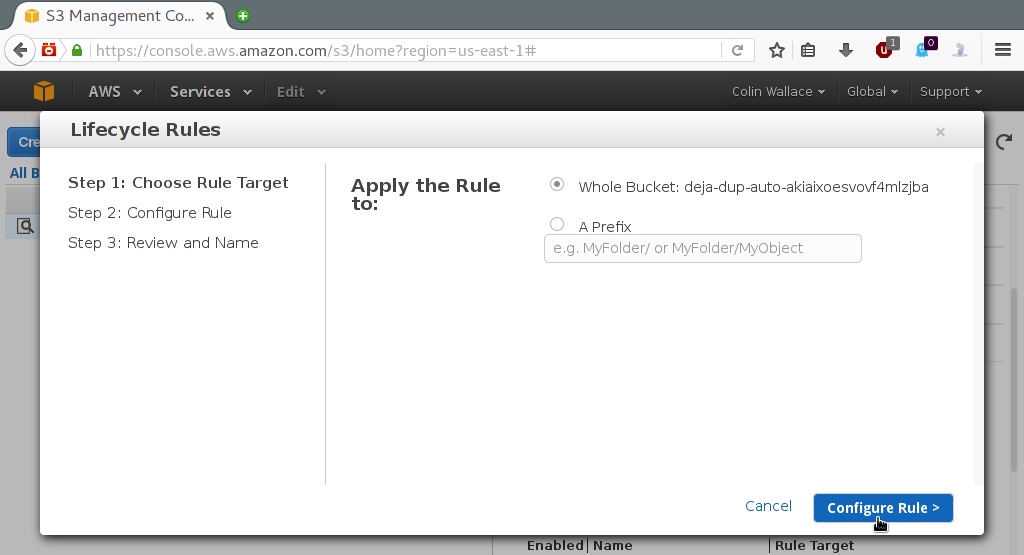 S3 Management Co...
https://console.aws.amazon.com/s3/home?region=us-east-1#
1
0
AWS Services Edit Colin Wallace Global Support
Lifecycle Rules
Cre
All B
Step 1: Choose Rule Target
Step 2: Configure Rule
Step 3: Review and Name
Apply the Rule
to:
Whole Bucket: deja-dup-auto-akiaixoesvovf4mlzjba
A Prefix
e.g. MyFolder/ or MyFolder/MyObject
Cancel
Configure Rule >
Enabled Name Rule Target